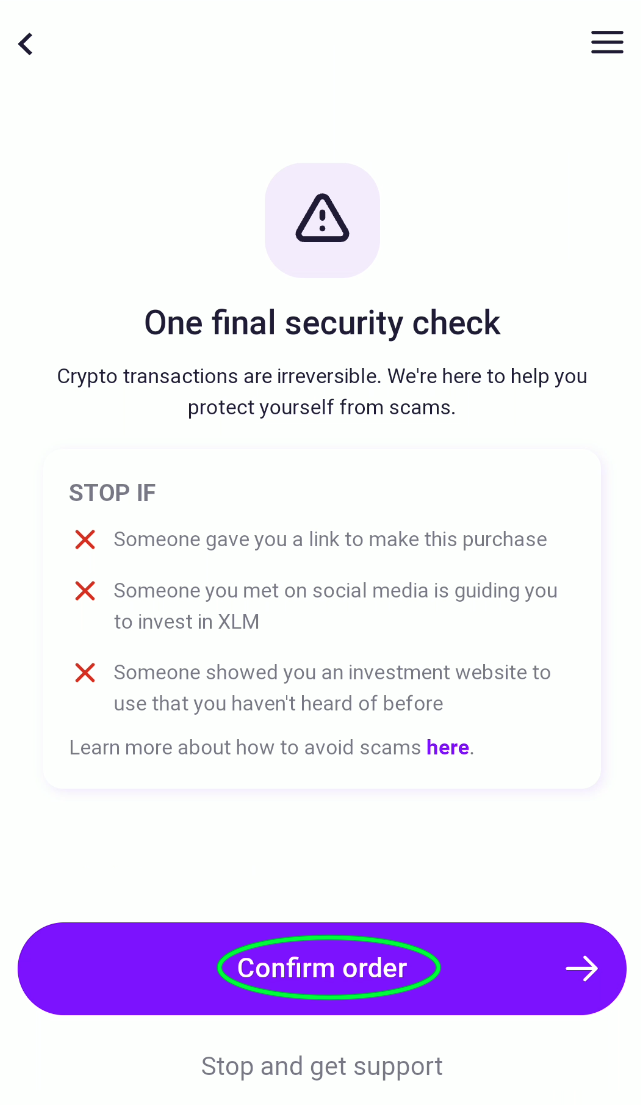 One final security check
Crypto transactions are irreversible. We're here to help you
protect yourself from scams.
STOP IF
Someone gave you a link to make this purchase
Someone you met on social media is guiding you
to invest in XLM
Someone showed you an investment website to
use that you haven't heard of before
Learn more about how to avoid scams here.
Confirm order
Stop and get support